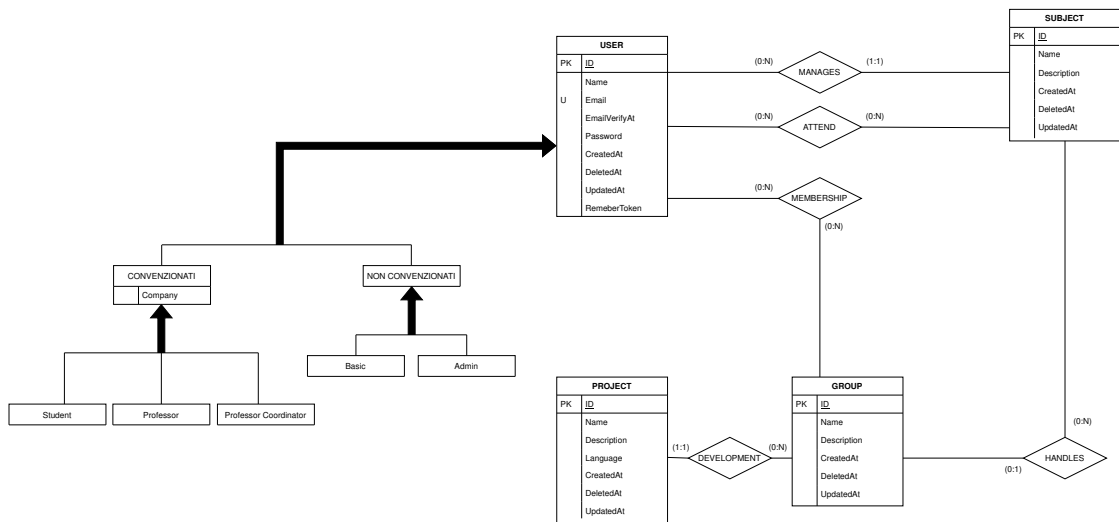 SUBJECT
PK ID
Name
Description
CreatedAt
DeletedAt
UpdatedAt
USER
PK ID
Name
U Email
EmailVerifyAt
Password
CreatedAt
DeletedAt
UpdatedAt
RemeberToken
(0:N) MANAGES (1:1)
(0:N) ATTEND (0:N)
(0:N) MEMBERSHIP
(0:N)
CONVENZIONATI
Company
NON CONVENZIONATI
Basic
Admin
Student
Professor
Professor Coordinator
PROJECT
PK ID
Name
Description
Language
CreatedAt
DeletedAt
UpdatedAt
(1:1) DEVELOPMENT (0:N)
GROUP
PK ID
Name
Description
CreatedAt
DeletedAt
UpdatedAt
(0:N)
HANDLES
(0:1)